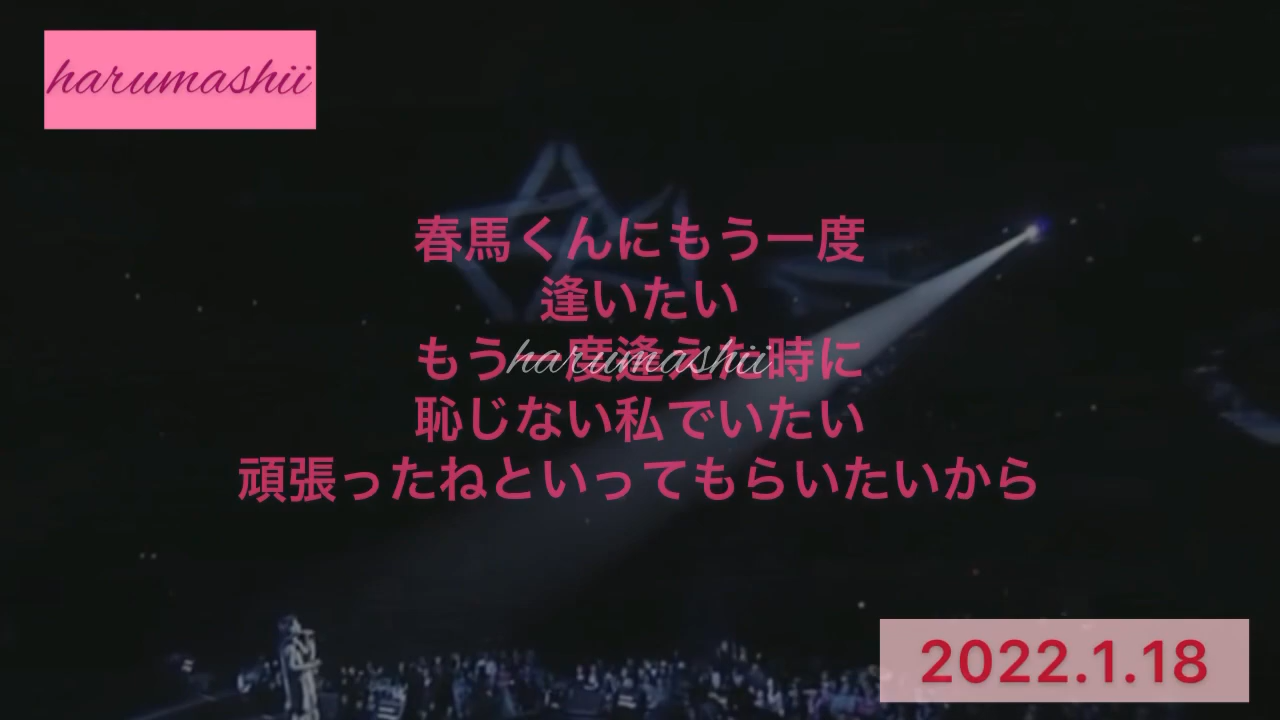 harumashii
春馬くんにもう一度
逢いたい
もう一度逢えた時に
harumashii
恥じない私でいたい
頑張ったねといってもらいたいから
2022.1.18